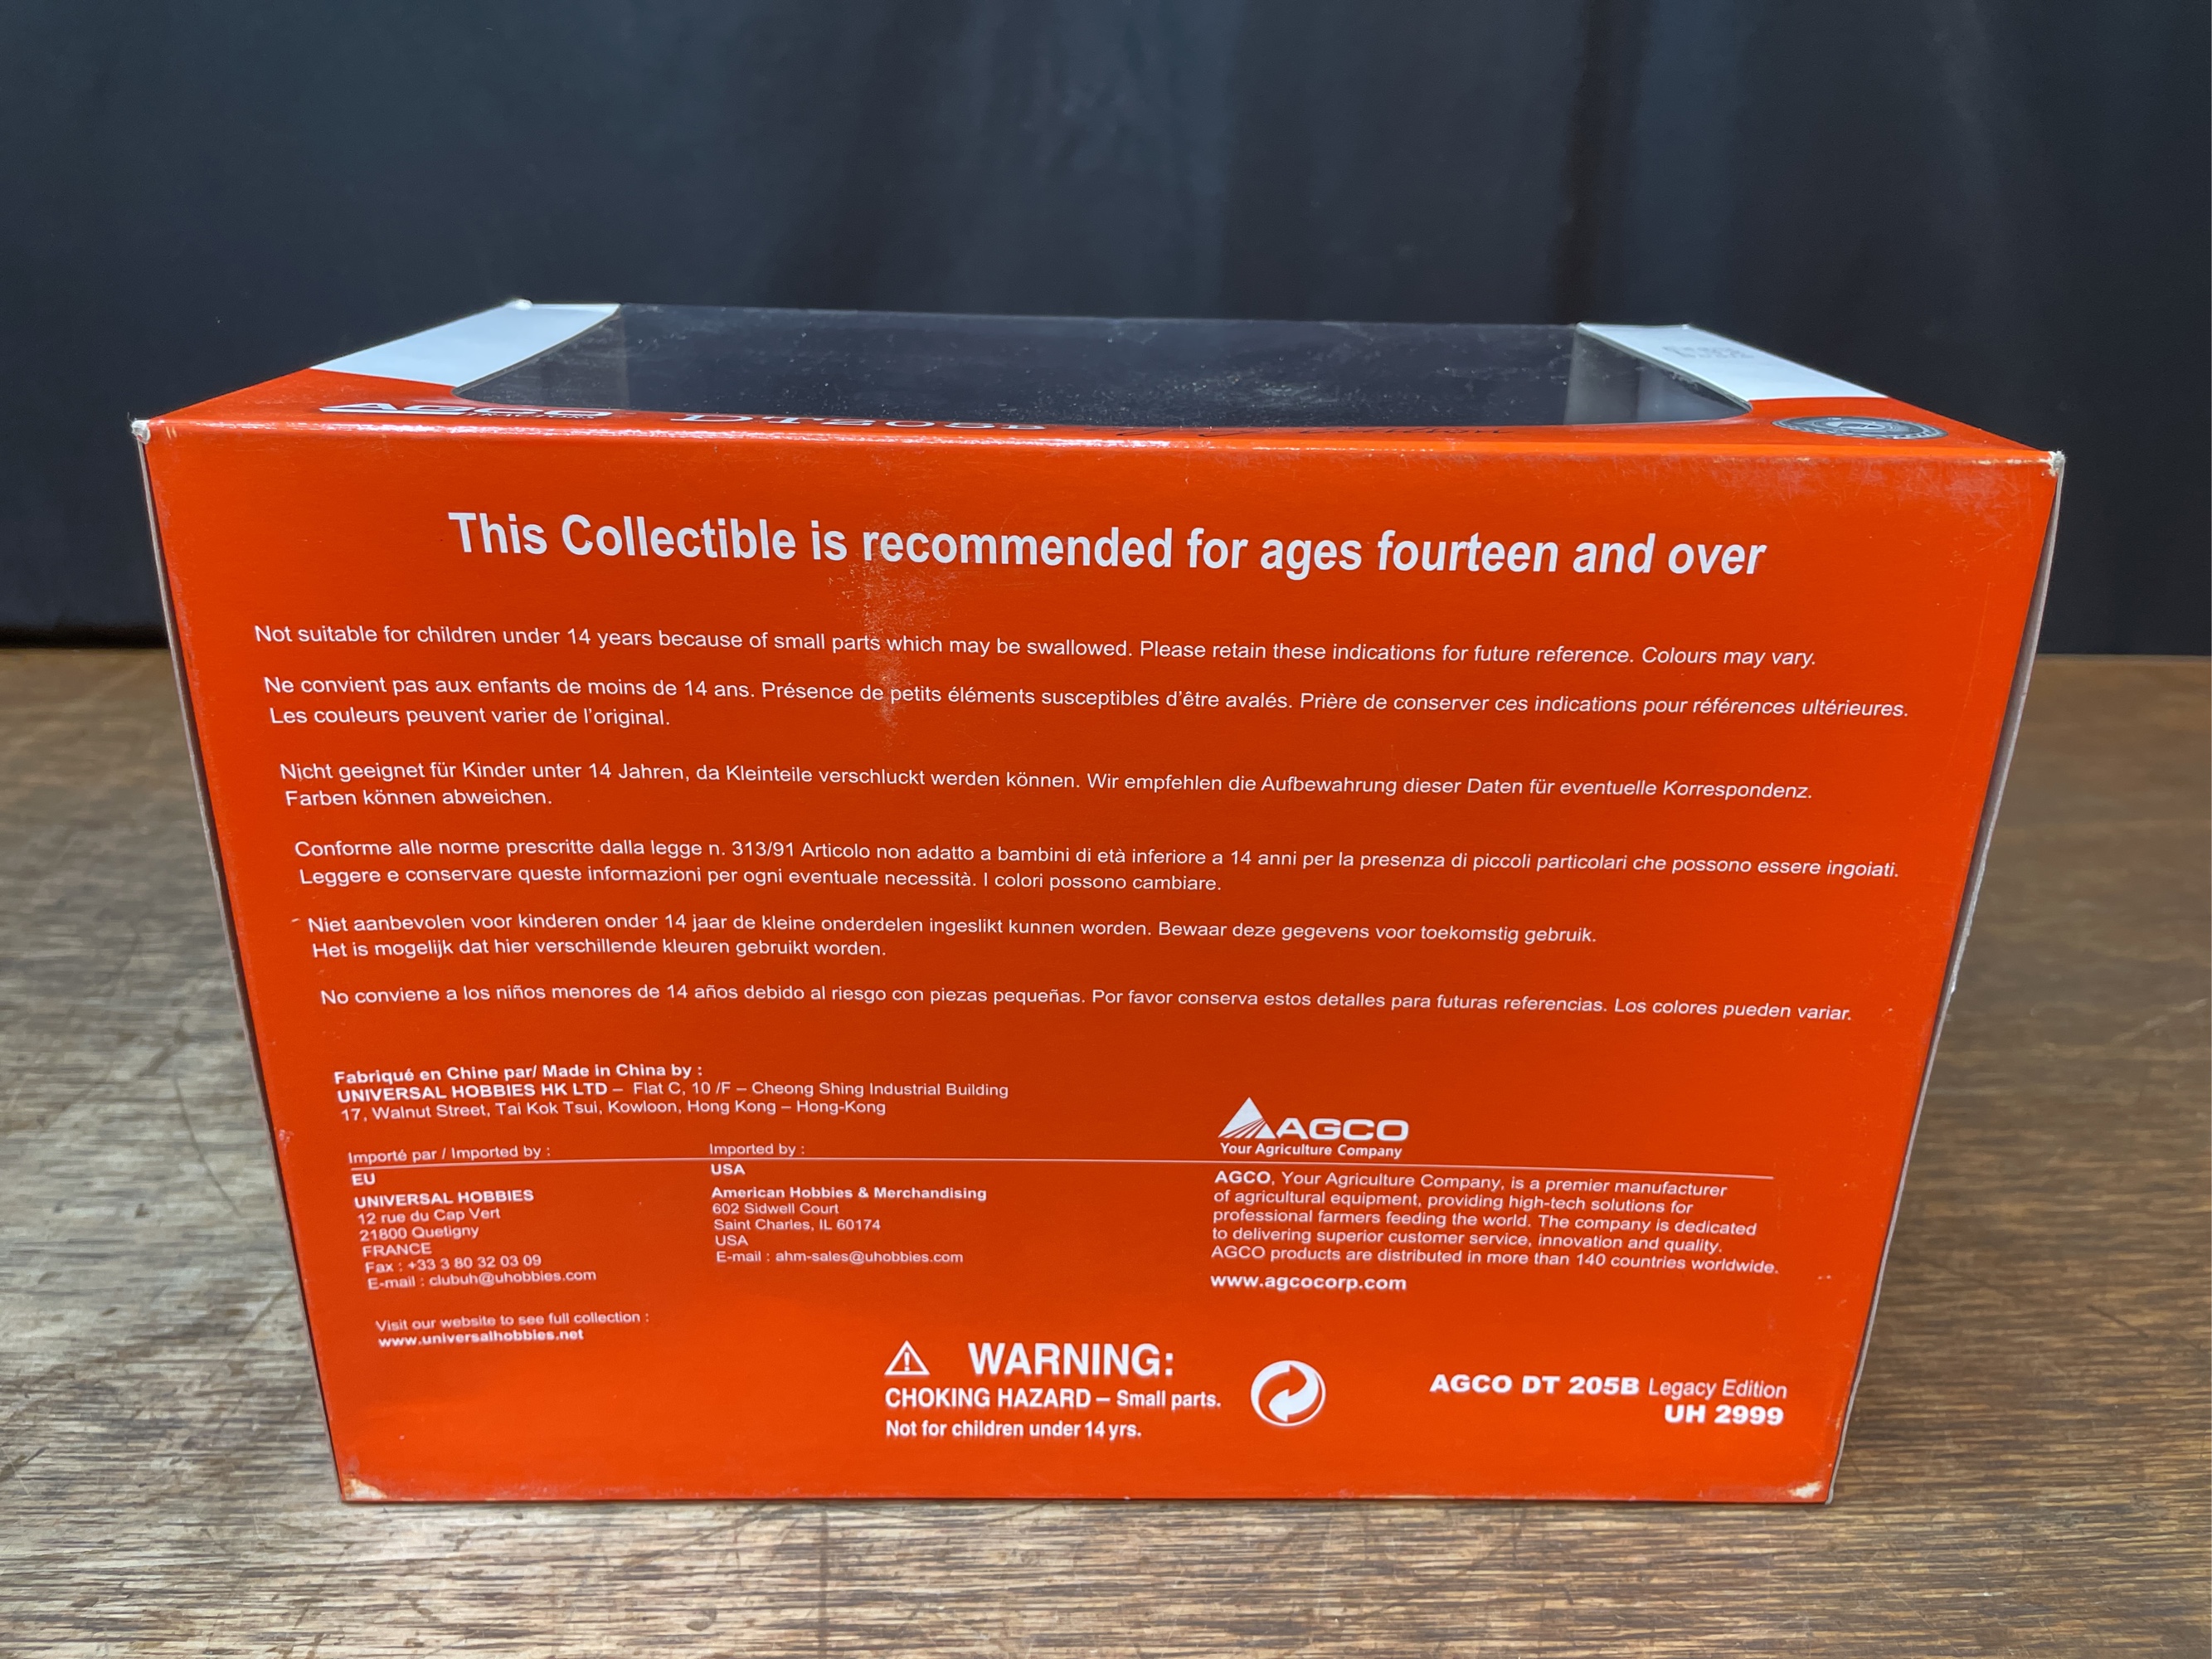 AGCO DT205B
This Collectible is recommended for ages fourteen and over
Not suitable for children under 14 years because of small parts which may be swallowed. Please retain these indications for future reference. Colours may vary.
Ne convient pas aux enfants de moins de 14 ans. Présence de petits éléments susceptibles d'être avalés. Prière de conserver ces indications pour références ultérieures.
Les couleurs peuvent varier de l'original.
Nicht geeignet für Kinder unter 14 Jahren, da Kleinteile verschluckt werden können. Wir empfehlen die Aufbewahrung dieser Daten für eventuelle Korrespondenz.
Farben können abweichen.
Conforme alle norme prescritte dalla legge n. 313/91 Articolo non adatto a bambini di età inferiore a 14 anni per la presenza di piccoli particolari che possono essere ingoiati.
Leggere e conservare queste informazioni per ogni eventuale necessità. I colori possono cambiare.
Niet aanbevolen voor kinderen onder 14 jaar de kleine onderdelen ingeslikt kunnen worden. Bewaar deze gegevens voor toekomstig gebruik.
Het is mogelijk dat hier verschillende kleuren gebruikt worden.
No conviene a los niños menores de 14 años debido al riesgo con piezas pequeñas. Por favor conserva estos detalles para futuras referencias. Los colores pueden variar.
Fabriqué en Chine par/ Made in China by :
UNIVERSAL HOBBIES HK LTD – Flat C, 10 /F – Cheong Shing Industrial Building
17, Walnut Street, Tai Kok Tsui, Kowloon, Hong Kong – Hong-Kong
Importé par / Imported by :
EU
UNIVERSAL HOBBIES
12 rue du Cap Vert
21800 Quetigny
FRANCE
Fax : +33 3 80 32 03 09
E-mail : clubuh@uhobbies.com
Visit our website to see full collection :
www.universalhobbies.net
Imported by :
USA
American Hobbies & Merchandising
602 Sidwell Court
Saint Charles, IL 60174
USA
E-mail : ahm-sales@uhobbies.com
AGCO
Your Agriculture Company
AGCO, Your Agriculture Company, is a premier manufacturer
of agricultural equipment, providing high-tech solutions for
professional farmers feeding the world. The company is dedicated
to delivering superior customer service, innovation and quality.
AGCO products are distributed in more than 140 countries worldwide.
www.agcocorp.com
WARNING:
CHOKING HAZARD – Small parts.
Not for children under 14 yrs.
AGCO DT 205B Legacy Edition
UH 2999